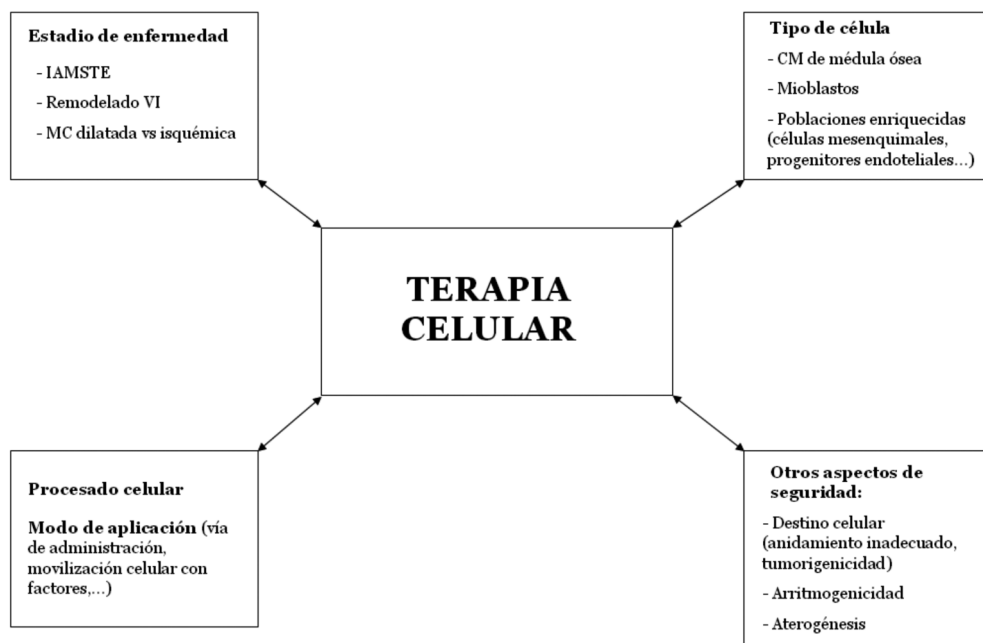 Estadio de enfermedad
- IAMSTE
- Remodelado VI
- MC dilatada vs isquémica
Tipo de célula
- CM de médula ósea
- Mioblastos
- Poblaciones enriquecidas
(células mesenquimales,
progenitores endoteliales...)
TERAPIA
CELULAR
Procesado celular
Modo de aplicación (vía
de administración,
movilización celular con
factores,...)
Otros aspectos de
seguridad:
- Destino celular
(anidamiento inadecuado,
tumorigenicidad)
- Arritmogenicidad
- Aterogénesis